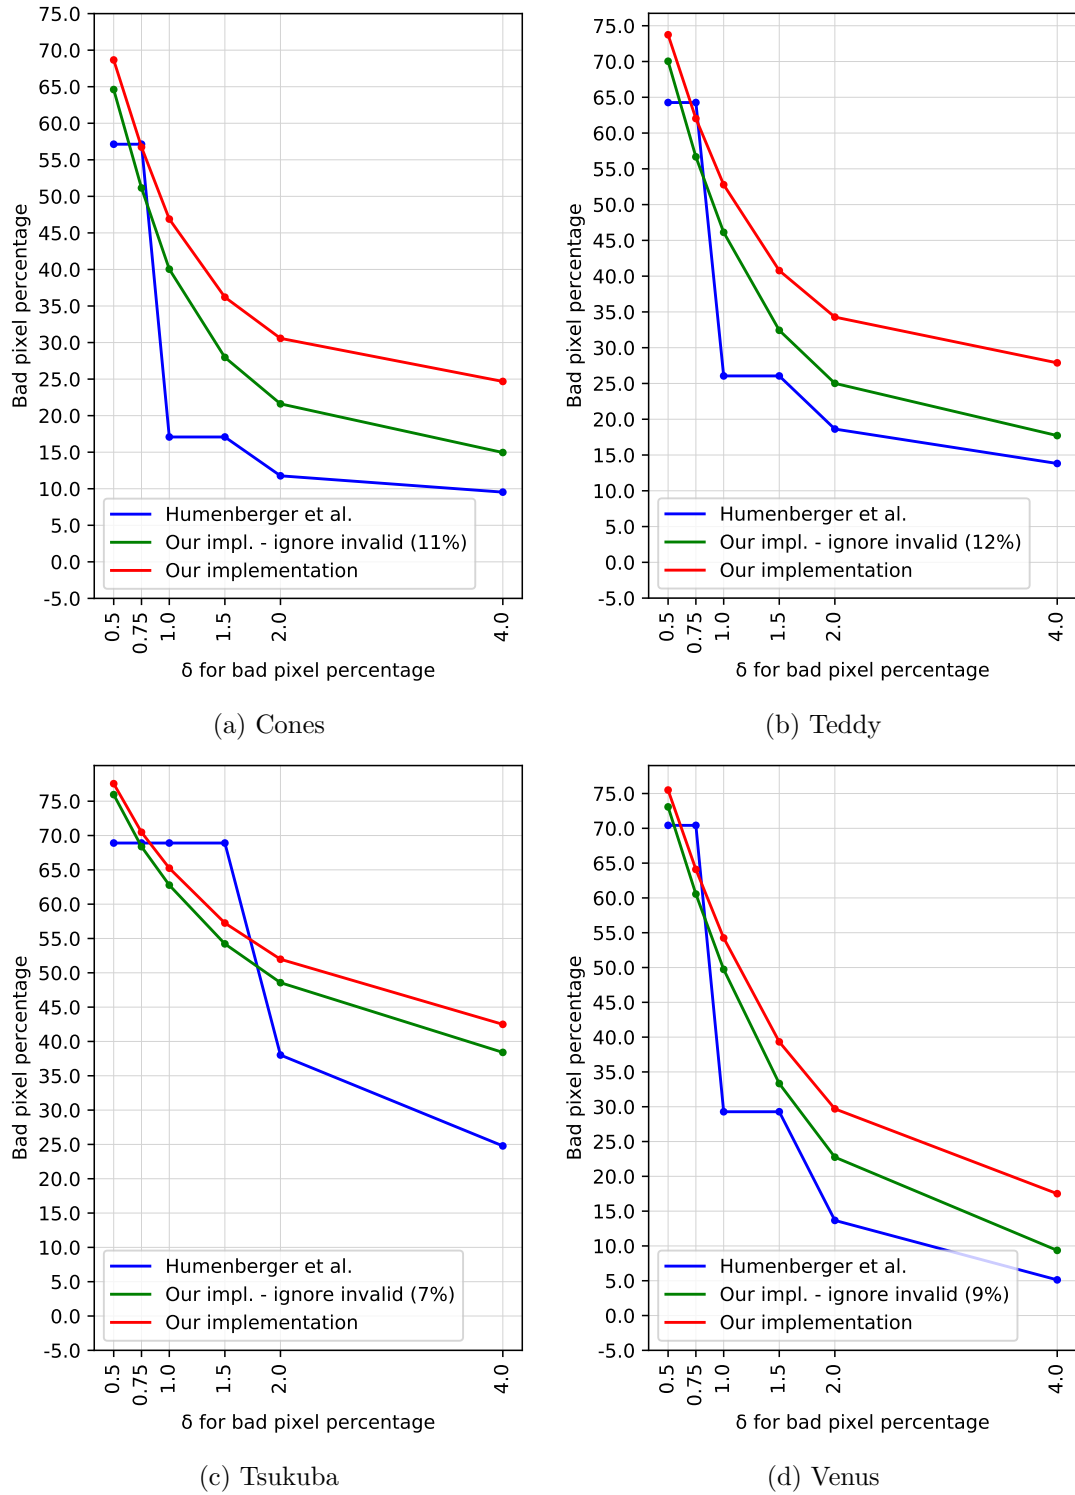 75.0
70.0
65.0
60.0
55.0
50.0
45.0
40.0
35.0
30.0
25.0
20.0
15.0
10.0
5.0
0.0
-5.0
Bad pixel percentage
Humenberger et al.
Our impl. - ignore invalid (11%)
Our implementation
0.5 0.75 1.0 1.5 2.0 4.0
δ for bad pixel percentage
(a) Cones
75.0
70.0
65.0
60.0
55.0
50.0
45.0
40.0
35.0
30.0
25.0
20.0
15.0
10.0
5.0
0.0
-5.0
Bad pixel percentage
Humenberger et al.
Our impl. - ignore invalid (12%)
Our implementation
0.5 0.75 1.0 1.5 2.0 4.0
δ for bad pixel percentage
(b) Teddy
75.0
70.0
65.0
60.0
55.0
50.0
45.0
40.0
35.0
30.0
25.0
20.0
15.0
10.0
5.0
0.0
-5.0
Bad pixel percentage
Humenberger et al.
Our impl. - ignore invalid (7%)
Our implementation
0.5 0.75 1.0 1.5 2.0 4.0
δ for bad pixel percentage
(c) Tsukuba
75.0
70.0
65.0
60.0
55.0
50.0
45.0
40.0
35.0
30.0
25.0
20.0
15.0
10.0
5.0
0.0
-5.0
Bad pixel percentage
Humenberger et al.
Our impl. - ignore invalid (9%)
Our implementation
0.5 0.75 1.0 1.5 2.0 4.0
δ for bad pixel percentage
(d) Venus